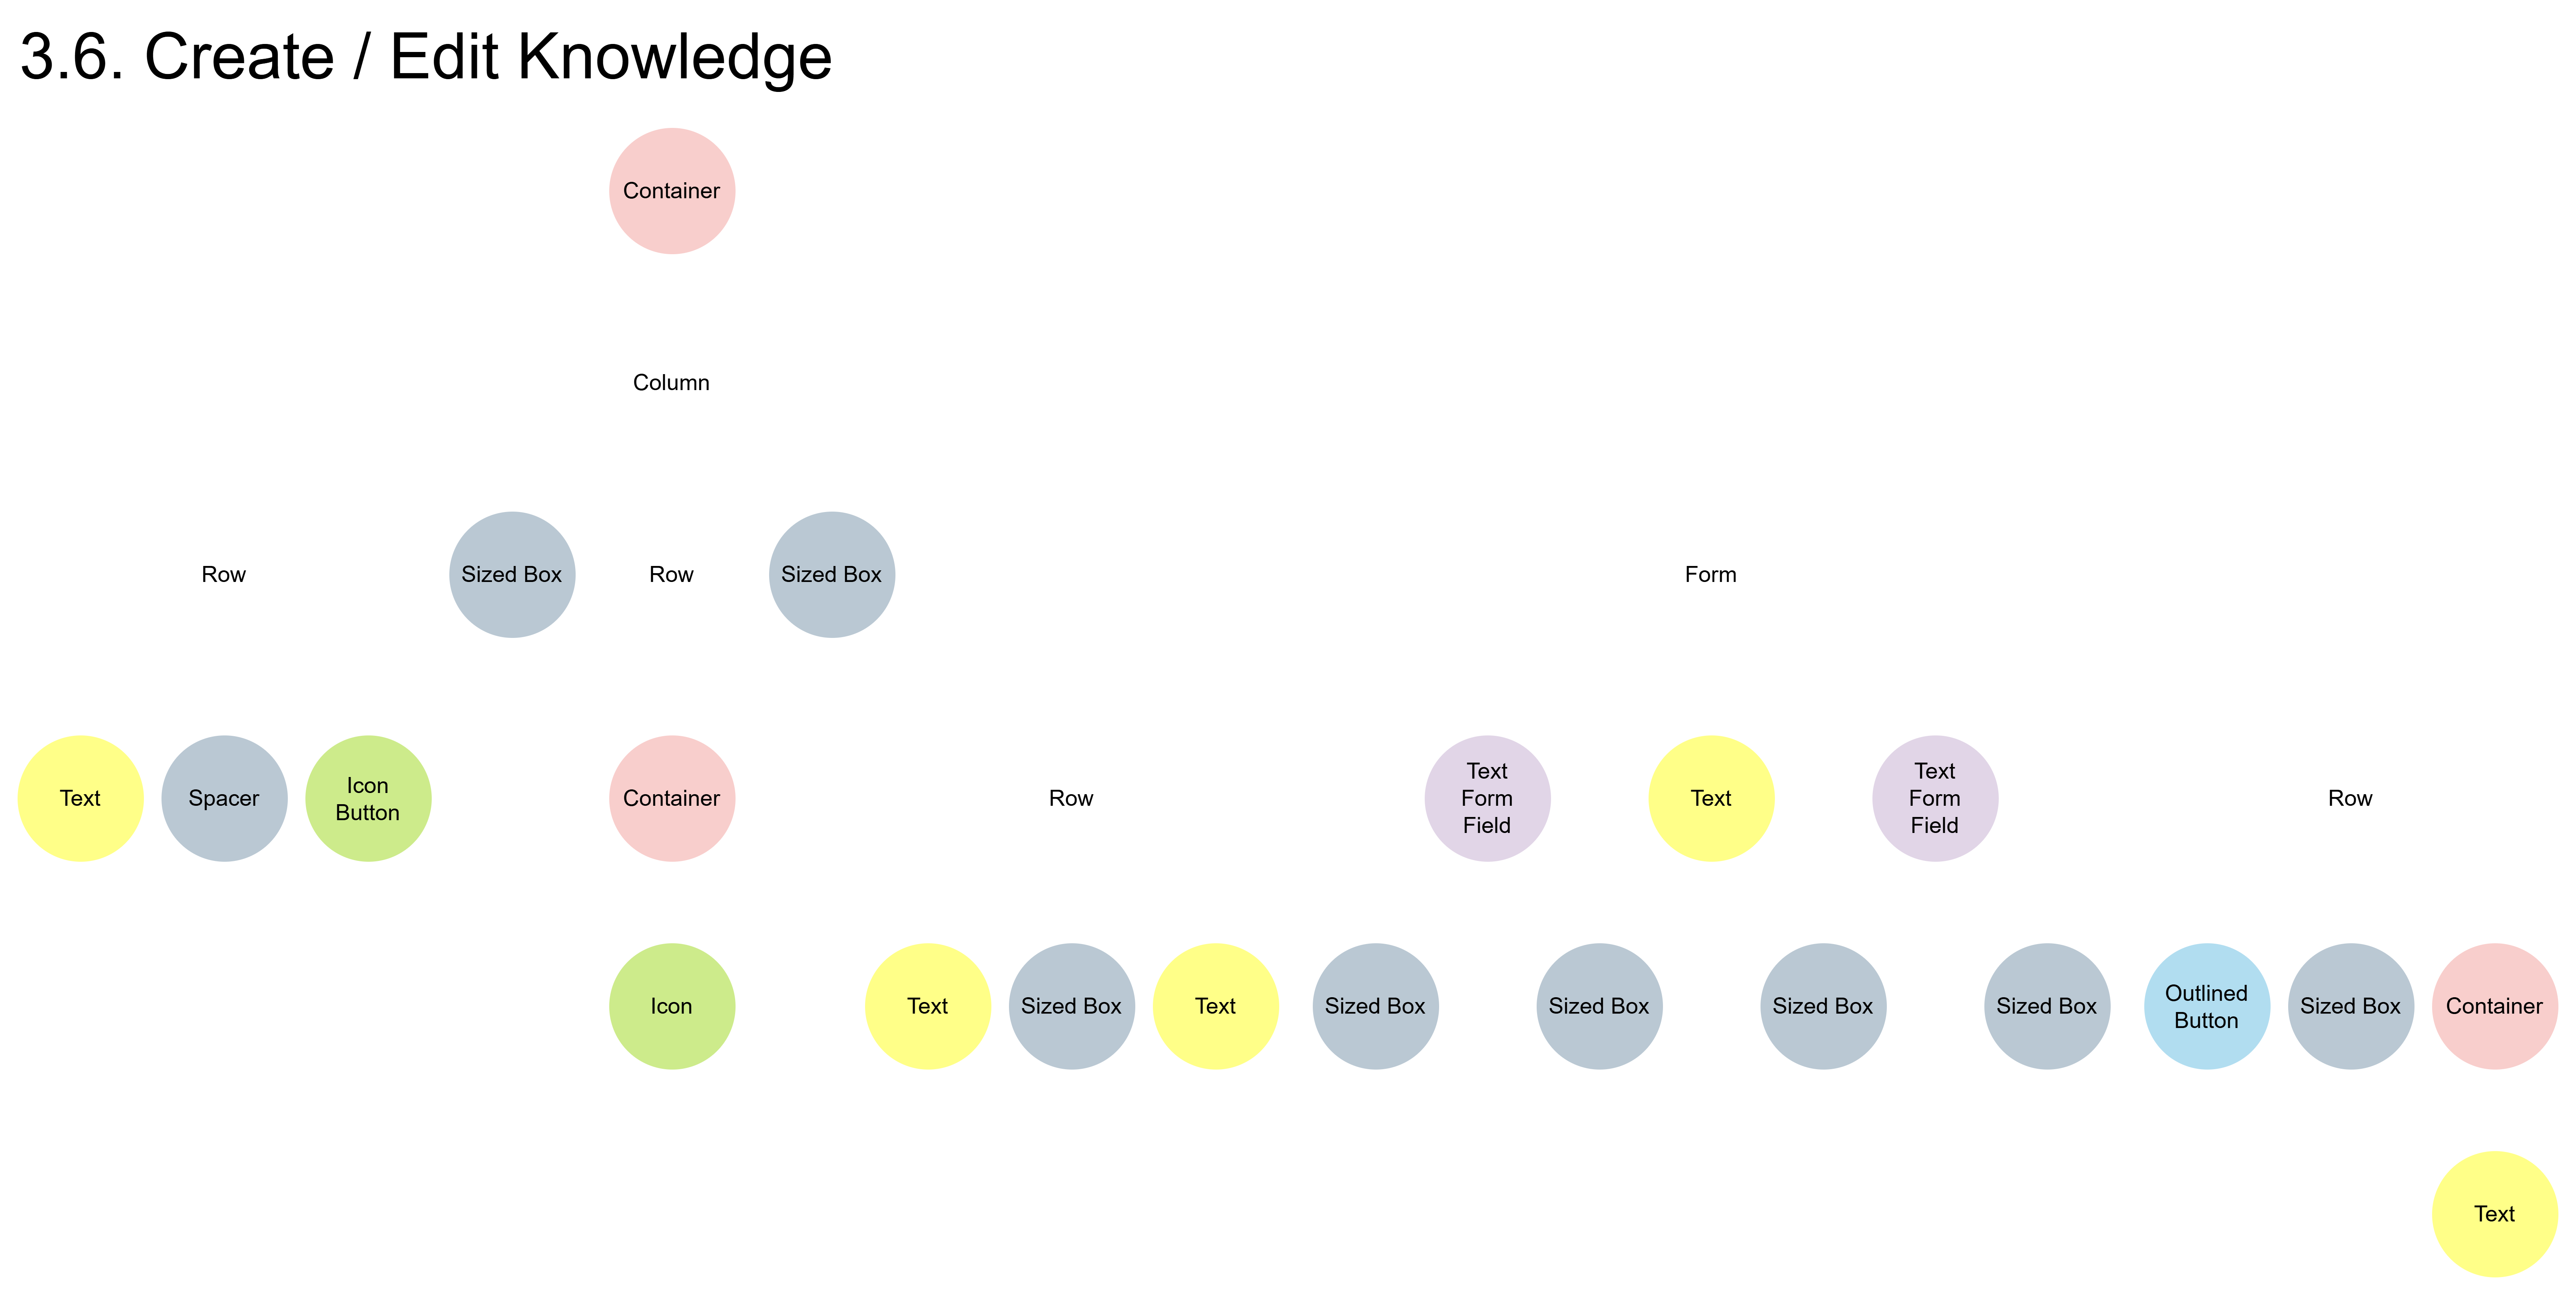 3.6. Create / Edit Knowledge
Container
Column
Row
Sized Box
Row
Sized Box
Form
Text
Spacer
Icon
Button
Container
Row
Text
Form
Field
Text
Text
Form
Field
Row
Icon
Text
Sized Box
Text
Sized Box
Sized Box
Sized Box
Sized Box
Outlined
Button
Sized Box
Container
Text